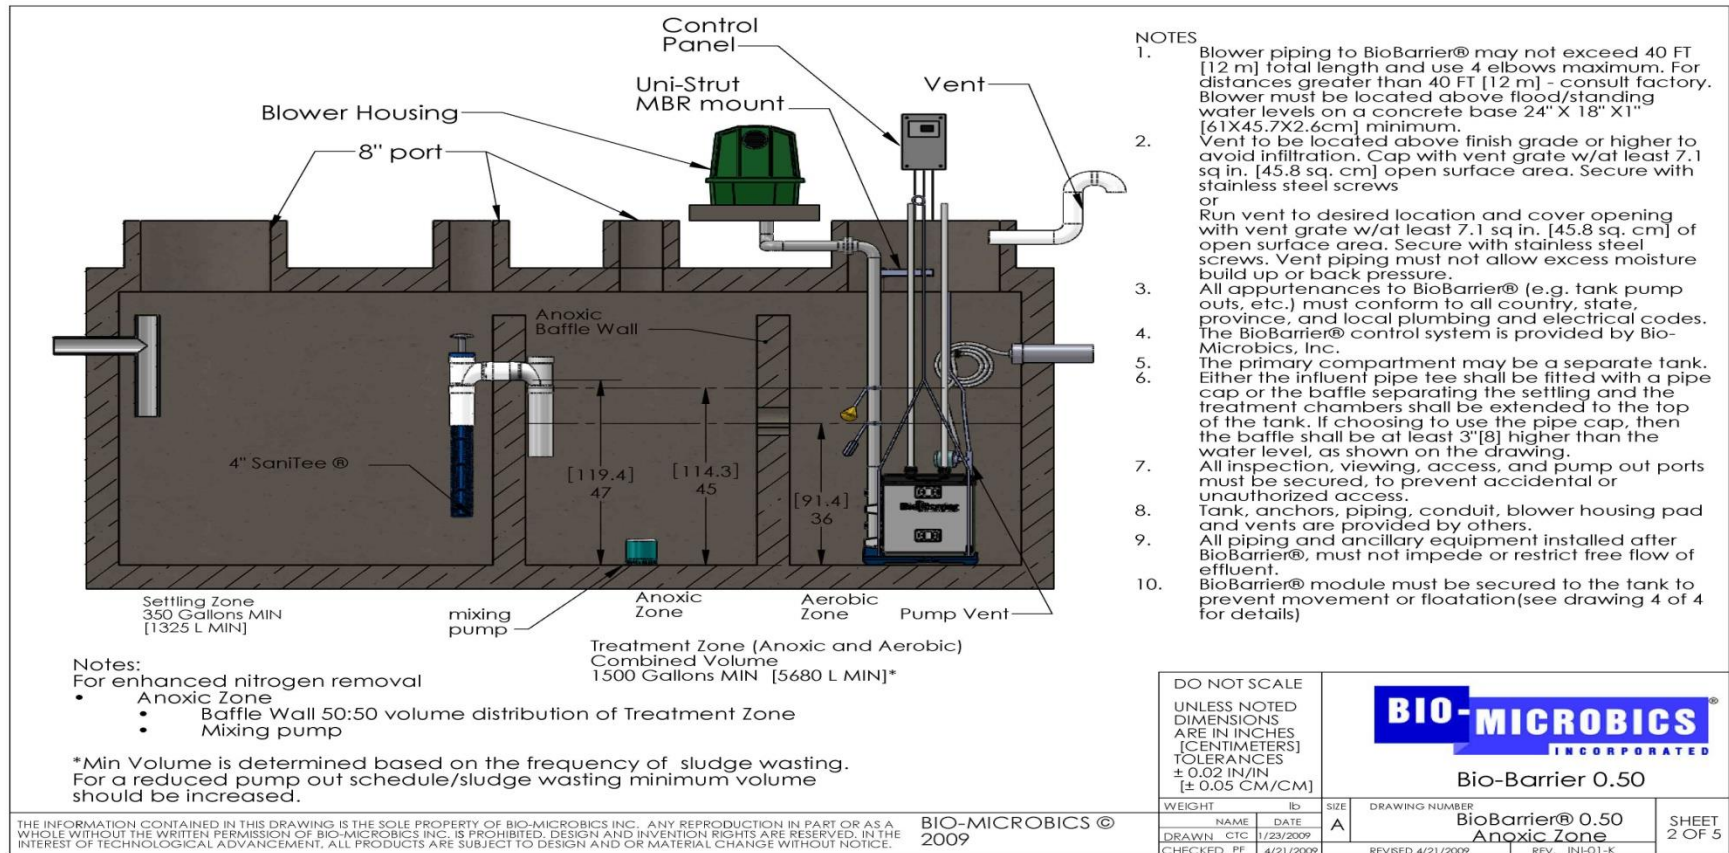 Control
Panel
Uni-Strut
MBR mount
Vent
Blower Housing
8" port
Anoxic
Baffle Wall
4" SaniTee ®
[119.4]
47
[114.3]
45
[91.4]
36
Settling Zone
350 Gallons MIN
[1325 L MIN]
mixing
pump
Anoxic
Zone
Aerobic
Zone
Pump Vent
Treatment Zone (Anoxic and Aerobic)
Combined Volume
1500 Gallons MIN [5680 L MIN]*
Notes:
For enhanced nitrogen removal
• Anoxic Zone
• Baffle Wall 50:50 volume distribution of Treatment Zone
• Mixing pump
*Min Volume is determined based on the frequency of sludge wasting.
For a reduced pump out schedule/sludge wasting minimum volume
should be increased.
NOTES
1. Blower piping to BioBarrier® may not exceed 40 FT
[12 m] total length and use 4 elbows maximum. For
distances greater than 40 FT [12 m] - consult factory.
Blower must be located above flood/standing
water levels on a concrete base 24" X 18" X1"
[61X45.7X2.6cm] minimum.
2. Vent to be located above finish grade or higher to
avoid infiltration. Cap with vent grate w/at least 7.1
sq in. [45.8 sq. cm] open surface area. Secure with
stainless steel screws
or
Run vent to desired location and cover opening
with vent grate w/at least 7.1 sq in. [45.8 sq. cm] of
open surface area. Secure with stainless steel
screws. Vent piping must not allow excess moisture
build up or back pressure.
3. All appurtenances to BioBarrier® (e.g. tank pump
outs, etc.) must conform to all country, state,
province, and local plumbing and electrical codes.
4. The BioBarrier® control system is provided by Bio-
Microbics, Inc.
5. The primary compartment may be a separate tank.
6. Either the influent pipe tee shall be fitted with a pipe
cap or the baffle separating the settling and the
treatment chambers shall be extended to the top
of the tank. If choosing to use the pipe cap, then
the baffle shall be at least 3"[8] higher than the
water level, as shown on the drawing.
7. All inspection, viewing, access, and pump out ports
must be secured, to prevent accidental or
unauthorized access.
8. Tank, anchors, piping, conduit, blower housing pad
and vents are provided by others.
9. All piping and ancillary equipment installed after
BioBarrier®, must not impede or restrict free flow of
effluent.
10. BioBarrier® module must be secured to the tank to
prevent movement or floatation(see drawing 4 of 4
for details)
DO NOT SCALE
UNLESS NOTED
DIMENSIONS
ARE IN INCHES
[CENTIMETERS]
TOLERANCES
± 0.02 IN/IN
[± 0.05 CM/CM]
BIO-MICROBICS ®
INCORPORATED
Bio-Barrier 0.50
WEIGHT lb
NAME DATE
DRAWN CTC 1/23/2009
CHECKED PF 4/21/2009
SIZE
A
DRAWING NUMBER
BioBarrier® 0.50
Anoxic Zone
REVISED 4/21/2009 REV. INI-01-K
SHEET
2 OF 5
THE INFORMATION CONTAINED IN THIS DRAWING IS THE SOLE PROPERTY OF BIO-MICROBICS INC. ANY REPRODUCTION IN PART OR AS A
WHOLE WITHOUT THE WRITTEN PERMISSION OF BIO-MICROBICS INC. IS PROHIBITED. DESIGN AND INVENTION RIGHTS ARE RESERVED. IN THE
INTEREST OF TECHNOLOGICAL ADVANCEMENT, ALL PRODUCTS ARE SUBJECT TO DESIGN AND OR MATERIAL CHANGE WITHOUT NOTICE.
BIO-MICROBICS ©
2009